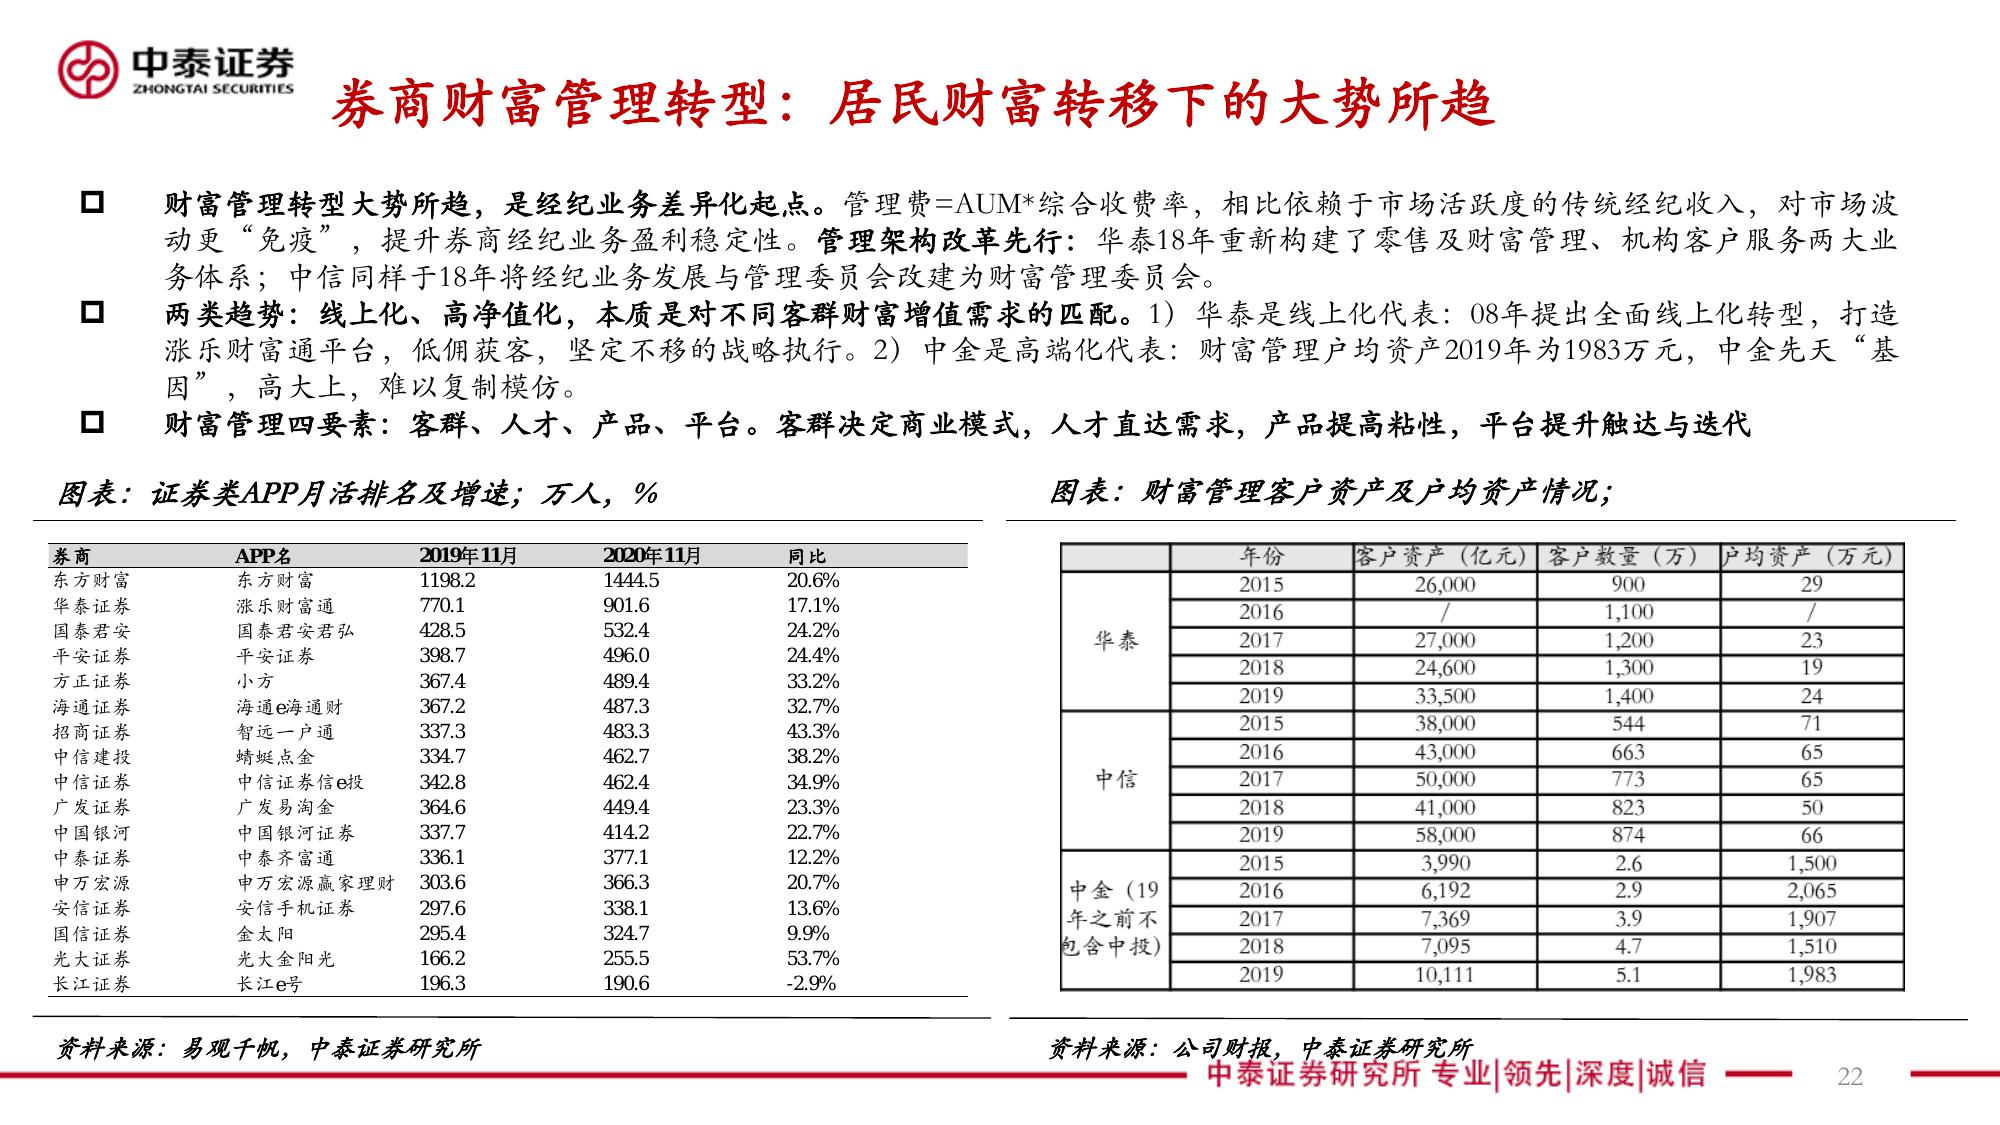 中泰证券
ZHONGTAI SECURITIES
券商财富管理转型：居民财富转移下的大势所趋
财富管理转型大势所趋，是经纪业务差异化起点。管理费=AUM*综合收费率，相比依赖于市场活跃度的传统经纪收入，对市场波
动更“免疫”，提升券商经纪业务盈利稳定性。管理架构改革先行：华泰18年重新构建了零售及财富管理、机构客户服务两大业
务体系；中信同样于18年将经纪业务发展与管理委员会改建为财富管理委员会。
两类趋势：线上化、高净值化，本质是对不同客群财富增值需求的匹配。1）华泰是线上化代表：08年提出全面线上化转型，打造
涨乐财富通平台，低佣获客，坚定不移的战略执行。2）中金是高端化代表：财富管理户均资产2019年为1983万元，中金先天“基
因”，高大上，难以复制模仿。
财富管理四要素：客群、人才、产品、平台。客群决定商业模式，人才直达需求，产品提高粘性，平台提升触达与迭代
图表：证券类APP月活排名及增速；万人，%
券商 APP名 2019年11月 2020年11月 同比
东方财富 东方财富 1198.2 1444.5 20.6%
华泰证券 涨乐财富通 770.1 901.6 17.1%
国泰君安 国泰君安君弘 428.5 532.4 24.2%
平安证券 平安证券 398.7 496.0 24.4%
方正证券 小方 367.4 489.4 33.2%
海通证券 海通e海通财 367.2 487.3 32.7%
招商证券 智远一户通 337.3 483.3 43.3%
中信建投 蜻蜓点金 334.7 462.7 38.2%
中信证券 中信证券信e投 342.8 462.4 34.9%
广发证券 广发易淘金 364.6 449.4 23.3%
中国银河 中国银河证券 337.7 414.2 22.7%
中泰证券 中泰齐富通 336.1 377.1 12.2%
申万宏源 申万宏源赢家理财 303.6 366.3 20.7%
安信证券 安信手机证券 297.6 338.1 13.6%
国信证券 金太阳 295.4 324.7 9.9%
光大证券 光大金阳光 166.2 255.5 53.7%
长江证券 长江e号 196.3 190.6 -2.9%
资料来源：易观千帆，中泰证券研究所
图表：财富管理客户资产及户均资产情况；
年份 客户资产（亿元） 客户数量（万） 户均资产（万元）
华泰
2015 26,000 900 29
2016 / 1,100 /
2017 27,000 1,200 23
2018 24,600 1,300 19
2019 33,500 1,400 24
中信
2015 38,000 544 71
2016 43,000 663 65
2017 50,000 773 65
2018 41,000 823 50
2019 58,000 874 66
中金（19
年之前不
包含中投）
2015 3,990 2.6 1,500
2016 6,192 2.9 2,065
2017 7,369 3.9 1,907
2018 7,095 4.7 1,510
2019 10,111 5.1 1,983
资料来源：公司财报，中泰证券研究所
中泰证券研究所 专业|领先|深度|诚信
22